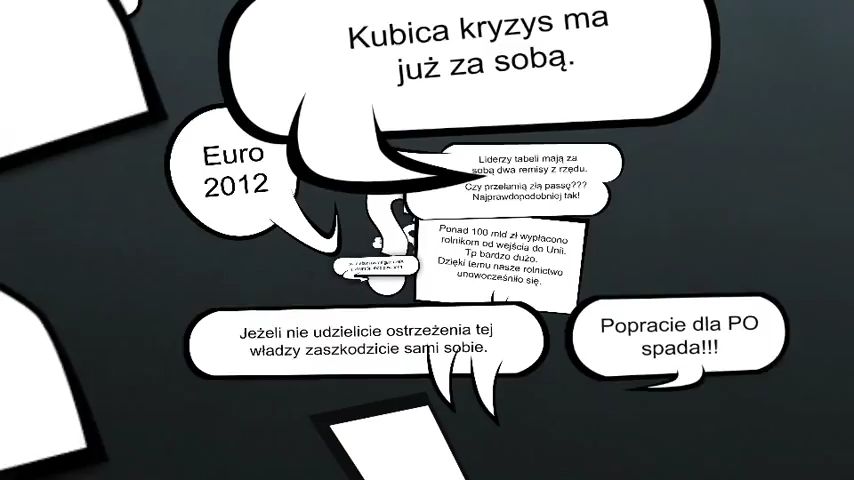 Kubica kryzys ma
już za sobą.
Euro
2012
Liderzy tabeli mają za
sobą dwa remisy z rzędu.
Czy przełamią złą passę???
Najprawdopodobniej tak!
Ponad 100 mld zł wypłacono
rolnikom od wejścia do Unii.
Tp bardzo dużo.
Dzięki temu nasze rolnictwo
unowocześniło się.
Jeżeli nie udzielicie ostrzeżenia tej
władzy zaszkodzicie sami sobie.
Popracie dla PO
spada!!!